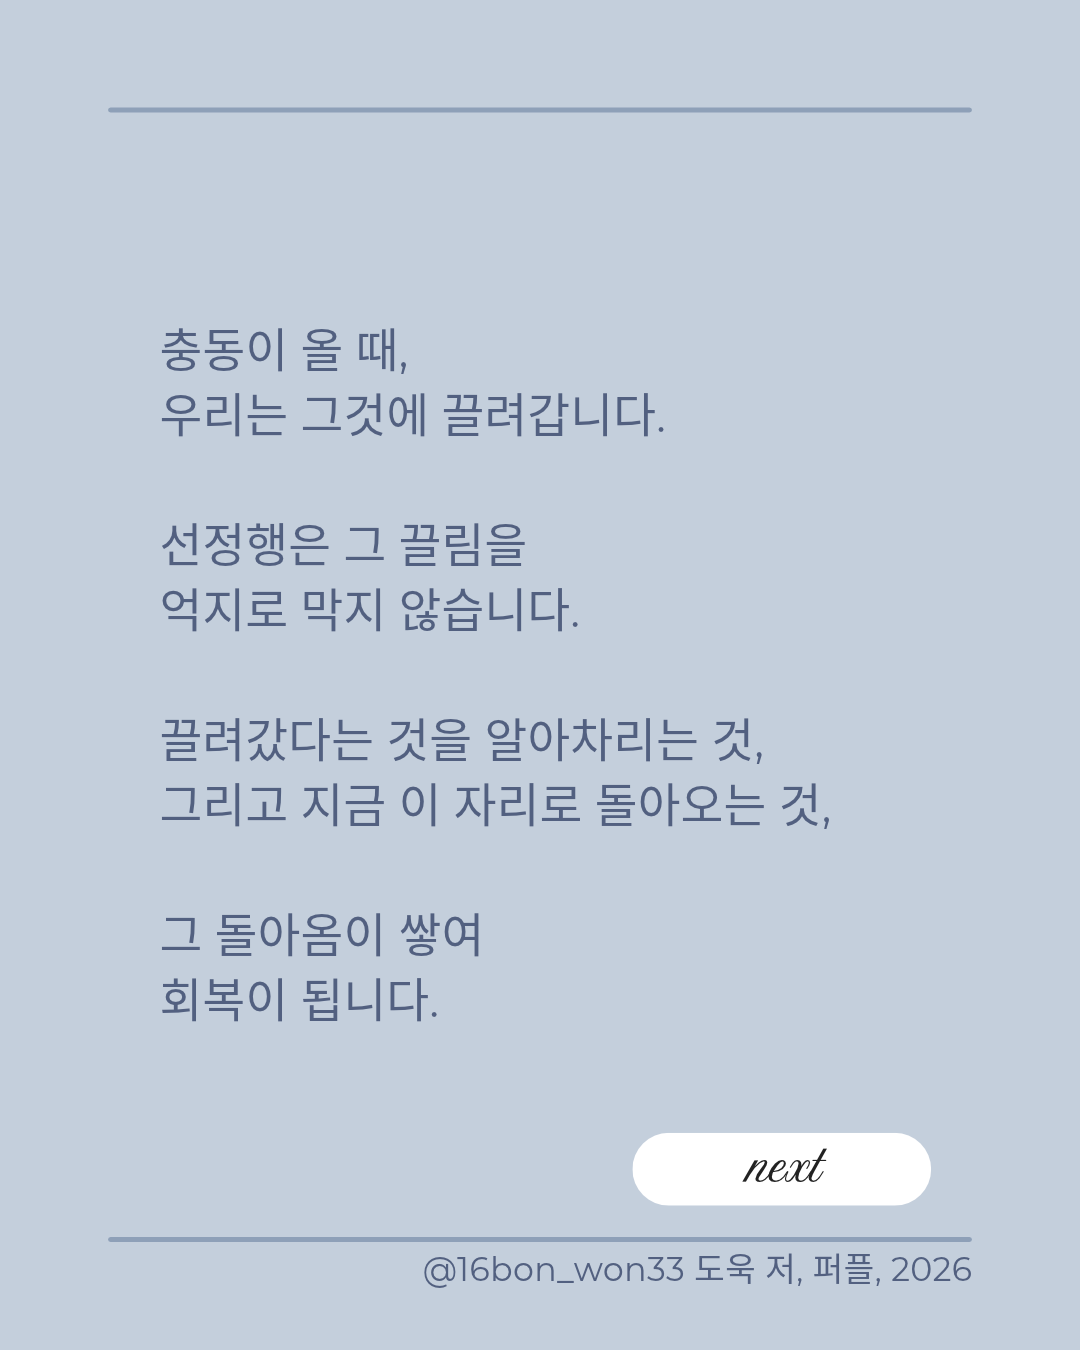 충동이 올 때,
우리는 그것에 끌려갑니다.
선정행은 그 끌림을
억지로 막지 않습니다.
끌려갔다는 것을 알아차리는 것,
그리고 지금 이 자리로 돌아오는 것,
그 돌아옴이 쌓여
회복이 됩니다.
next
@16bon_won33 도욱 저, 퍼플, 2026